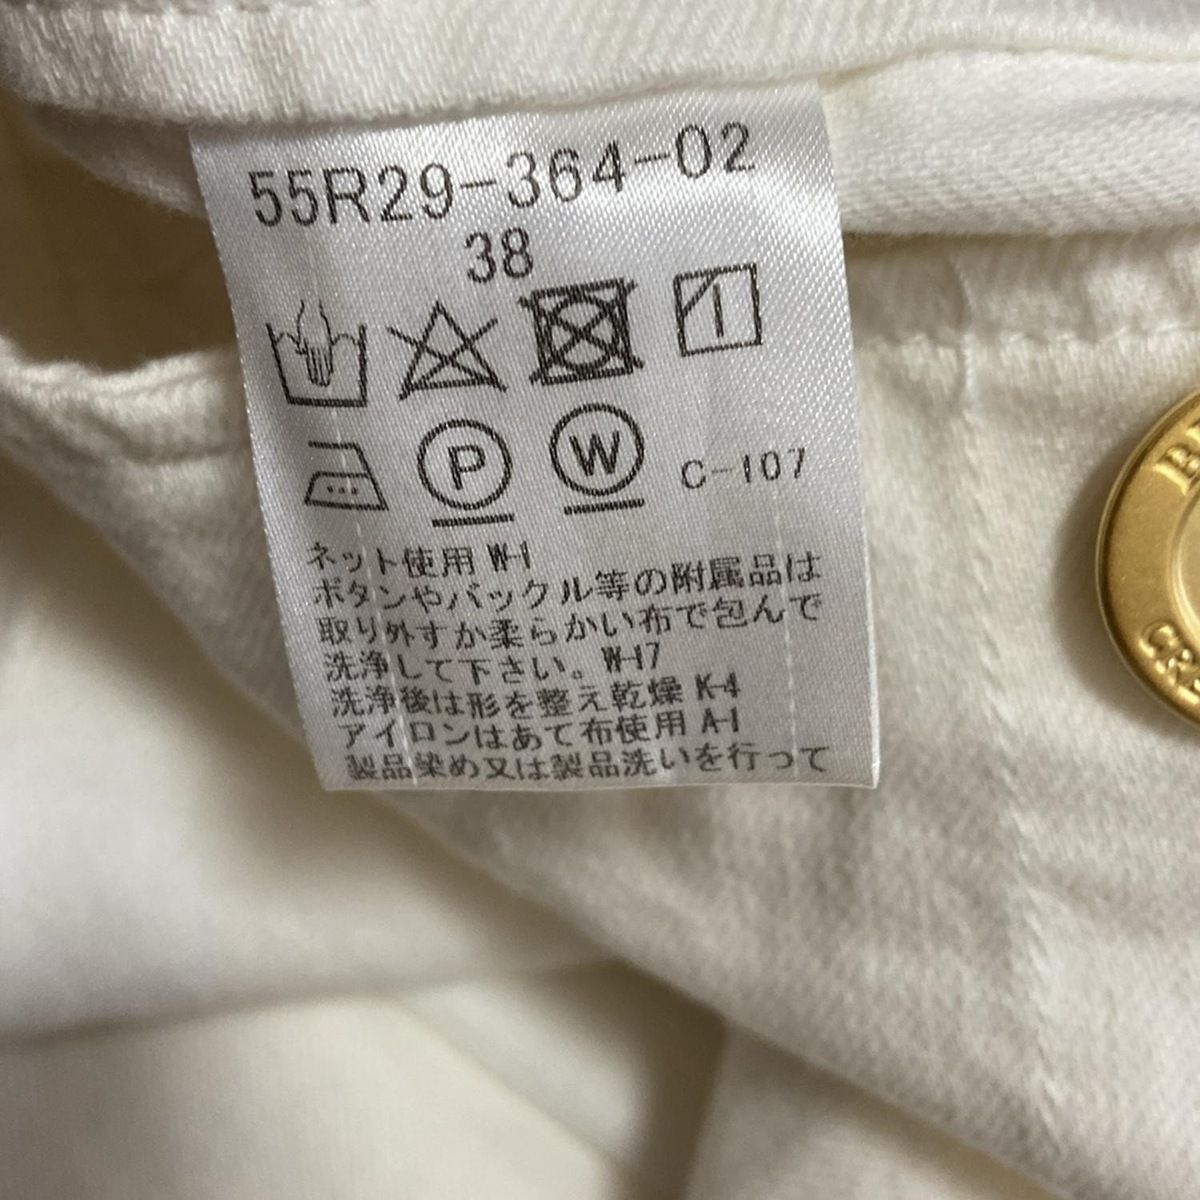 55R29-364-02
38
P W C-107
ネット使用 W-1
ボタンやバックル等の附属品は
取り外すか柔らかい布で包んで
洗浄して下さい。W-17
洗浄後は形を整え乾燥 K-4
アイロンはあて布使用 A-1
製品染め又は製品洗いを行って